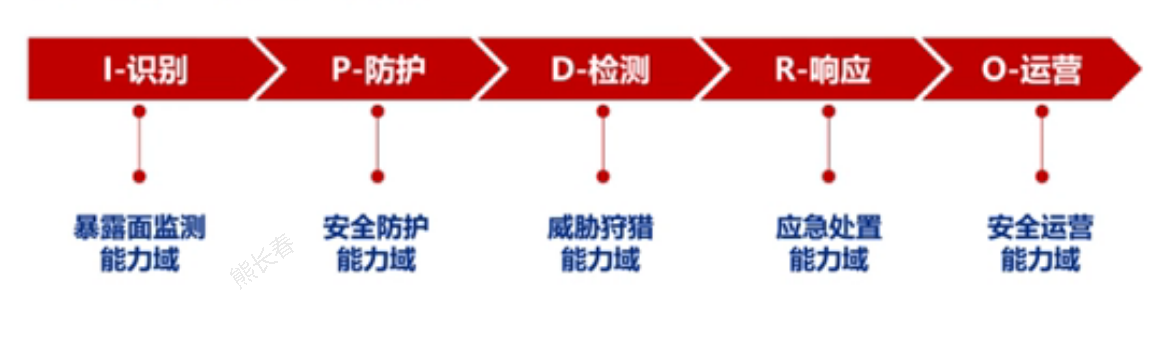 I-识别
P-防护
D-检测
R-响应
O-运营
暴露面监测
能力域
安全防护
能力域
威胁狩猎
能力域
应急处置
能力域
安全运营
能力域
熊长春